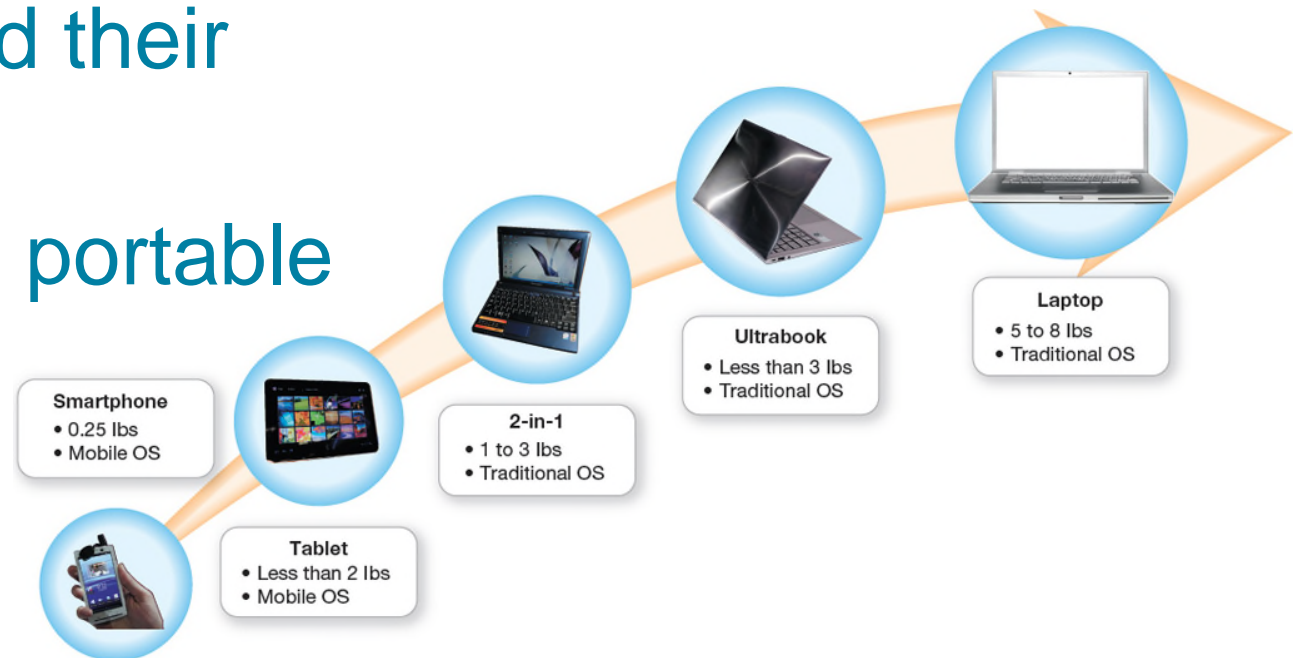 d their
portable
Smartphone
• 0.25 lbs
• Mobile OS
Tablet
• Less than 2 lbs
• Mobile OS
2-in-1
• 1 to 3 lbs
• Traditional OS
Ultrabook
• Less than 3 lbs
• Traditional OS
Laptop
• 5 to 8 lbs
• Traditional OS